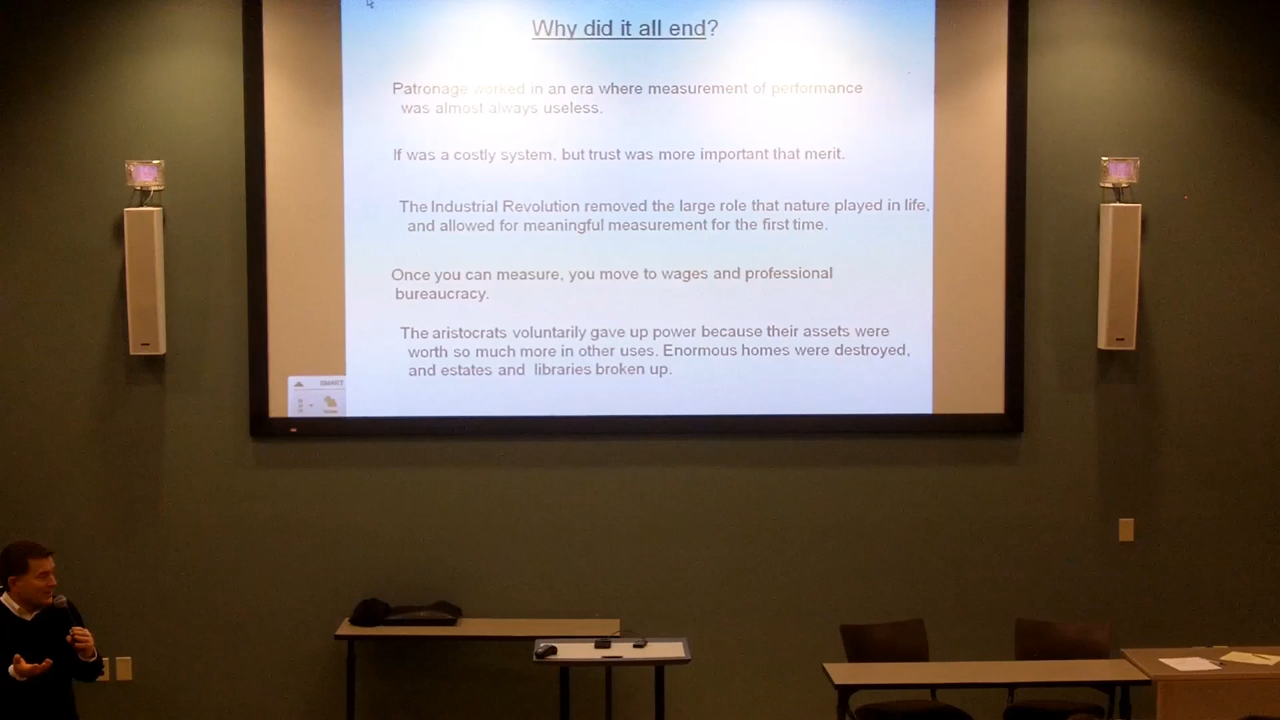 Why did it all end?
Patronage worked in an era where measurement of performance
was almost always useless.
If was a costly system, but trust was more important that merit.
The Industrial Revolution removed the large role that nature played in life,
and allowed for meaningful measurement for the first time.
Once you can measure, you move to wages and professional
bureaucracy.
The aristocrats voluntarily gave up power because their assets were
worth so much more in other uses. Enormous homes were destroyed,
and estates and libraries broken up.
SMART